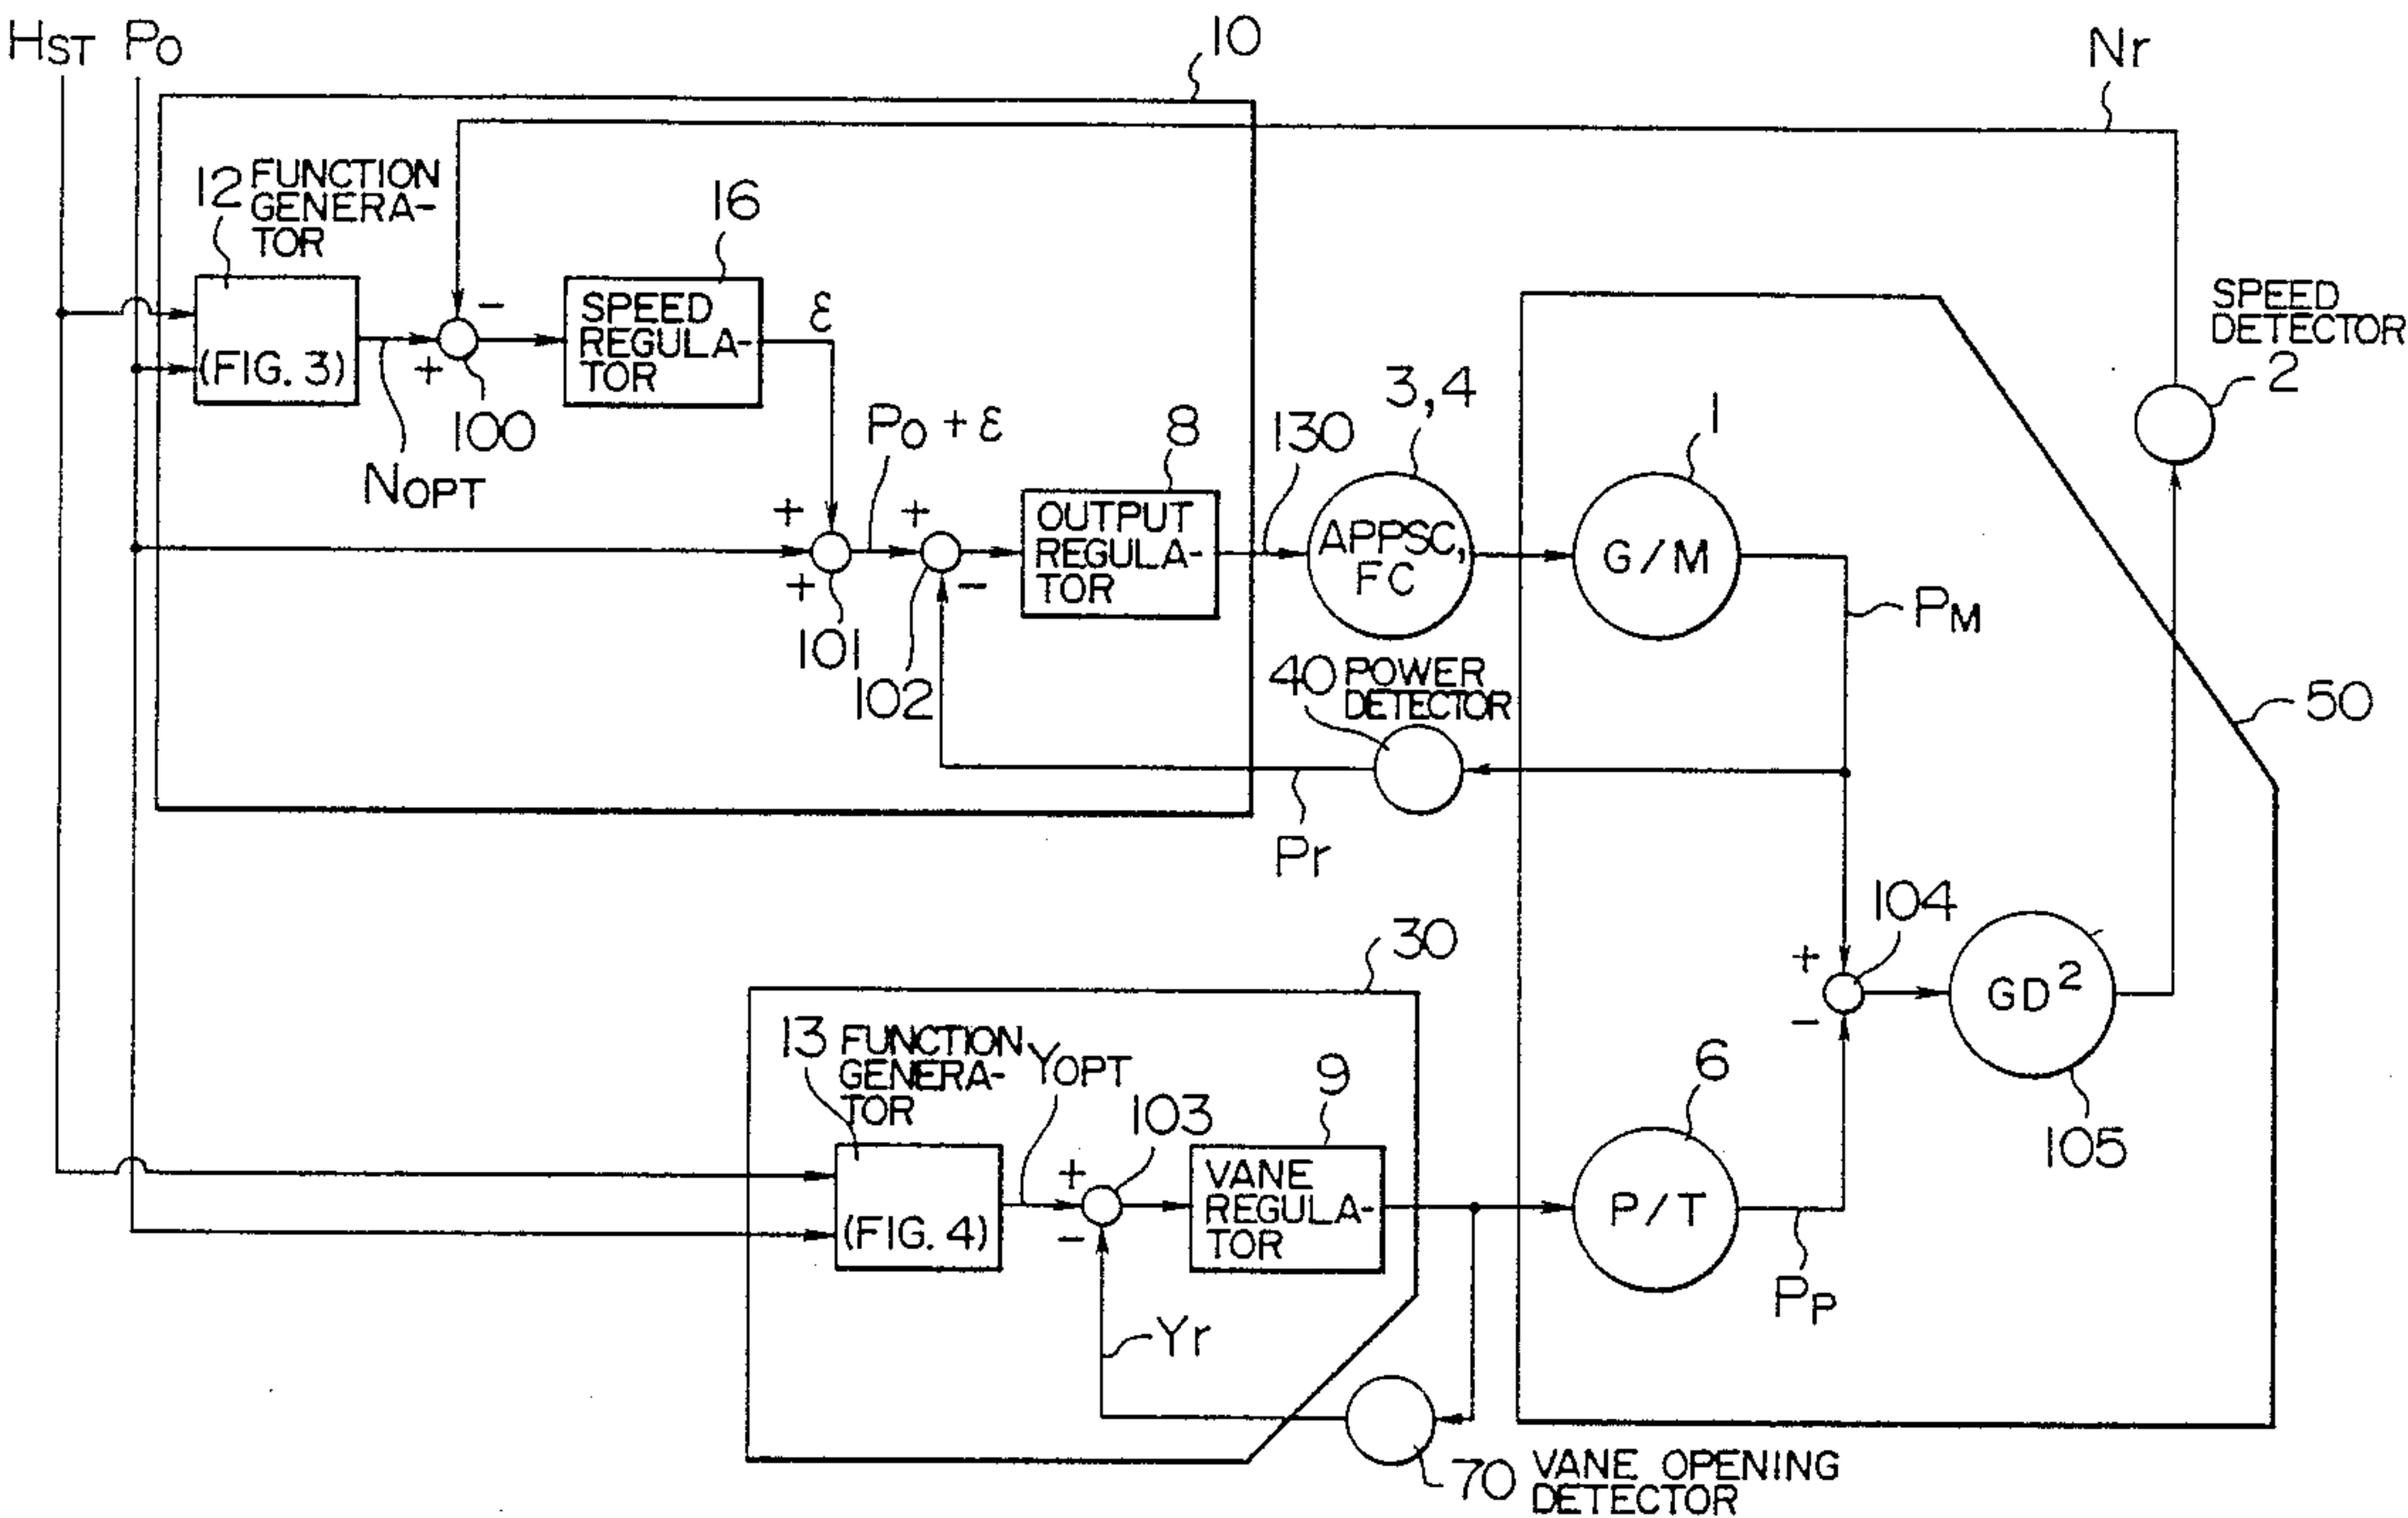 HST PO
10
Nr
12 FUNCTION
GENERA-
TOR
16
SPEED
REGULA-
TOR
ε
(FIG. 3)
-
+
100
NOPT
SPEED
DETECTOR
2
3,4
1
PO + ε
8
130
+
+
OUTPUT
REGULA-
TOR
APPSC,
FC
G/M
+
-
101
102
PM
40 POWER
DETECTOR
50
Pr
104
30
+
-
GD²
13 FUNCTION
GENERA-
TOR
YOPT
103
9
6
105
+
VANE
REGULA-
TOR
P/T
(FIG. 4)
-
PP
Yr
70 VANE OPENING
DETECTOR